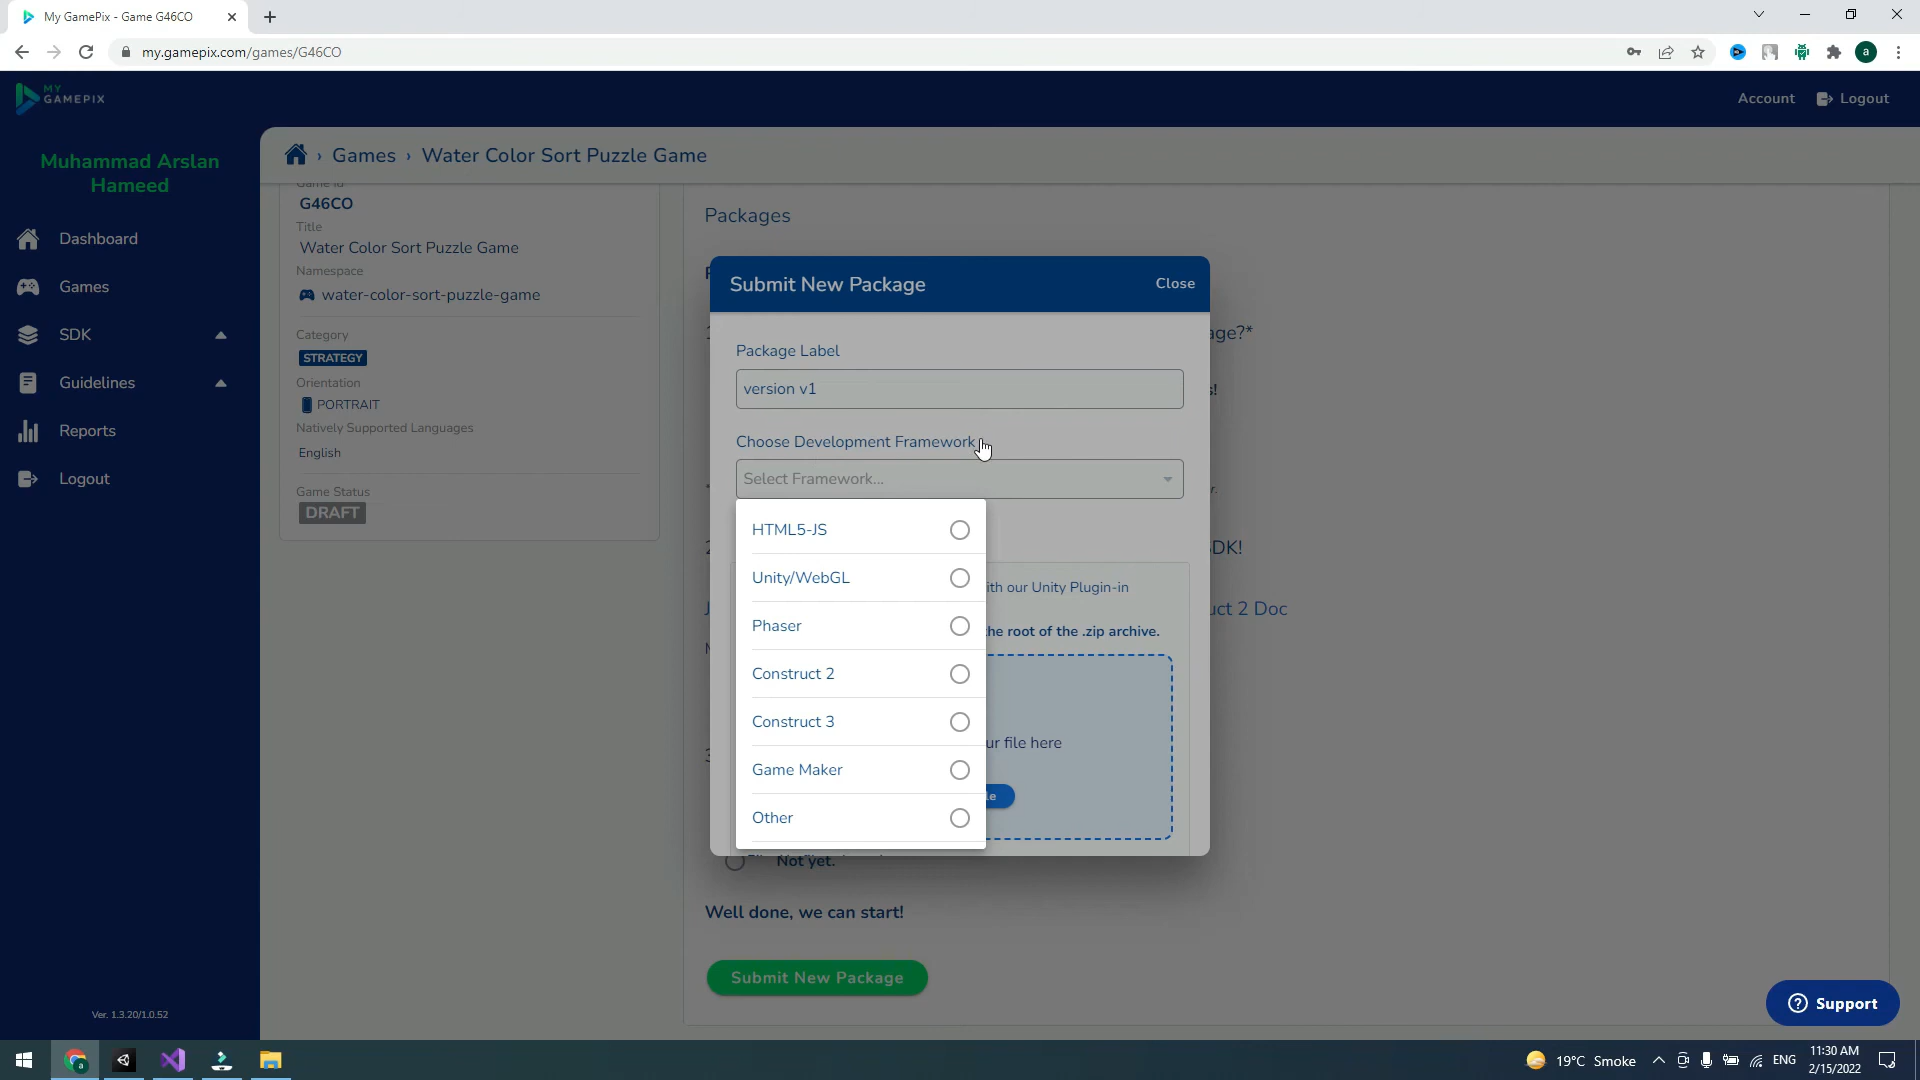 My GamePix - Game G46CO
my.gamepix.com/games/G46CO
a
MY
GAMEPIX
Account
Logout
Muhammad Arslan
Hameed
Dashboard
Games
SDK
Guidelines
Reports
Logout
Ver. 1.3.20/1.0.52
› Games › Water Color Sort Puzzle Game
Game Id
G46CO
Title
Water Color Sort Puzzle Game
Namespace
water-color-sort-puzzle-game
Category
STRATEGY
Orientation
PORTRAIT
Natively Supported Languages
English
Game Status
DRAFT
Packages
age?*
s!
r.
SDK!
uct 2 Doc
Submit New Package
Close
Package Label
version v1
Choose Development Framework
Select Framework...
HTML5-JS
Unity/WebGL
Phaser
Construct 2
Construct 3
Game Maker
Other
ith our Unity Plug-in
the root of the .zip archive.
ur file here
le
Not yet.
Well done, we can start!
Submit New Package
Support
19°C Smoke
ENG
11:30 AM
2/15/2022